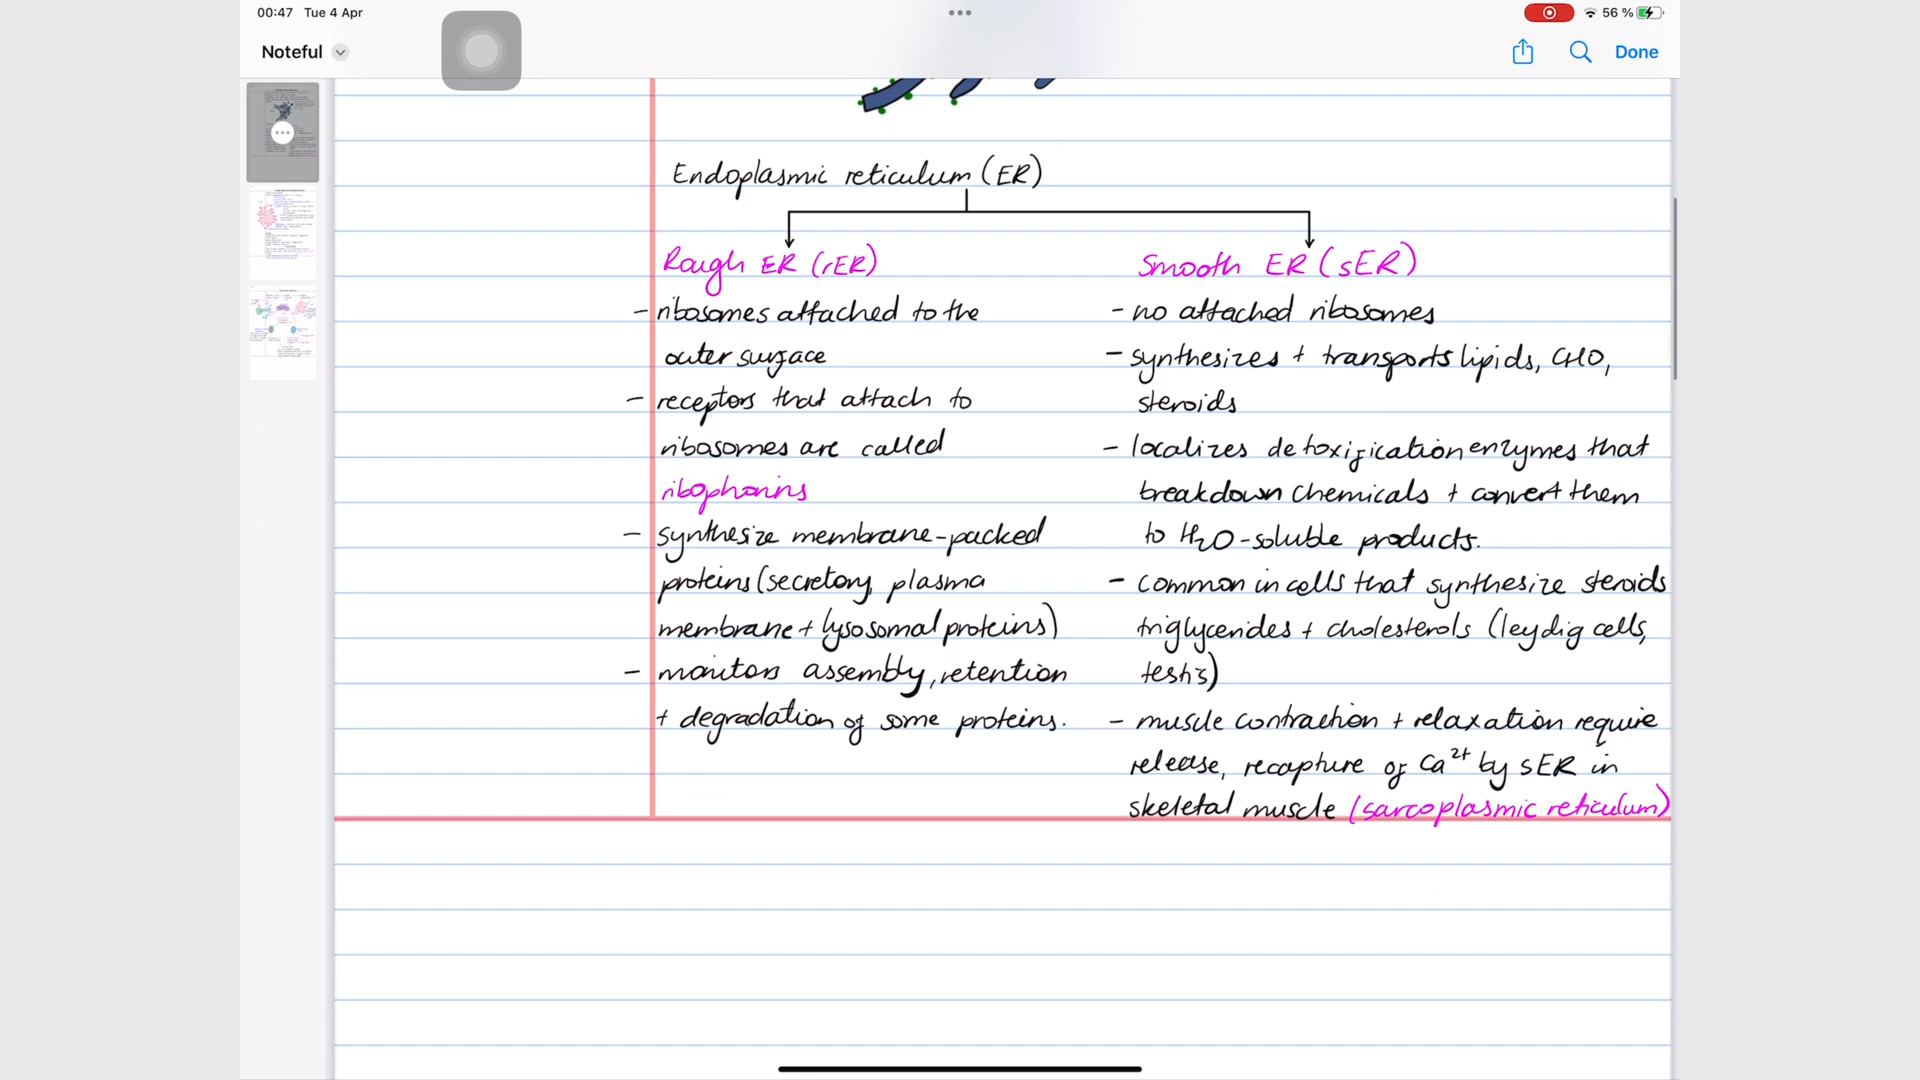 00:47 Tue 4 Apr
56 %
Noteful
Done
Endoplasmic reticulum (ER)
Rough ER (rER)
- ribosomes attached to the
outer surface
- receptors that attach to
ribosomes are called
ribophorins
- synthesize membrane-packed
proteins (secretory, plasma
membrane + lysosomal proteins)
- monitors assembly, retention
+ degradation of some proteins.
Smooth ER (sER)
- no attached ribosomes
- synthesizes + transports lipids, CHO,
steroids
- localizes detoxification enzymes that
breakdown chemicals + convert them
to H₂O-soluble products.
- common in cells that synthesize steroids
triglycerides + cholesterols (leydig cells,
testis)
- muscle contraction + relaxation require
release, recapture of Ca²⁺ by sER in
skeletal muscle (sarcoplasmic reticulum)